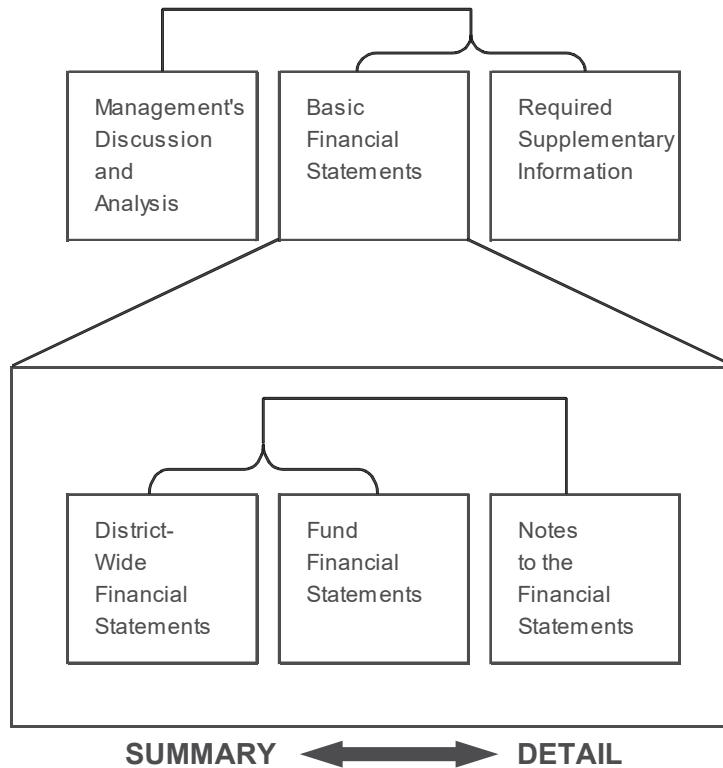 Management's
Discussion
and
Analysis
Basic
Financial
Statements
Required
Supplementary
Information
District-
Wide
Financial
Statements
Fund
Financial
Statements
Notes
to the
Financial
Statements
SUMMARY DETAIL